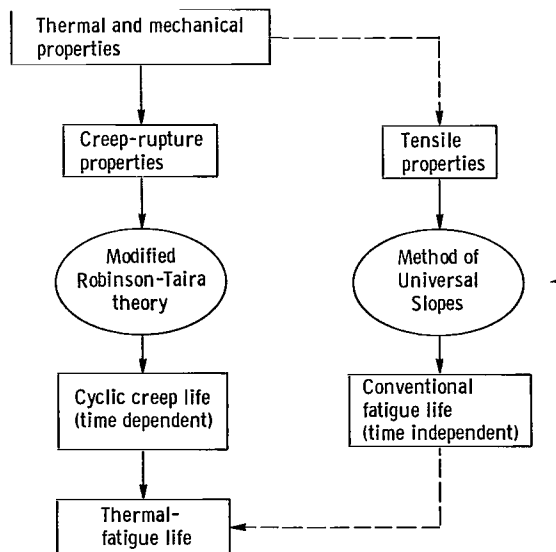 Thermal and mechanical
properties
Creep-rupture
properties
Tensile
properties
Modified
Robinson-Taira
theory
Method of
Universal
Slopes
Cyclic creep life
(time dependent)
Conventional
fatigue life
(time independent)
Thermal-
fatigue life